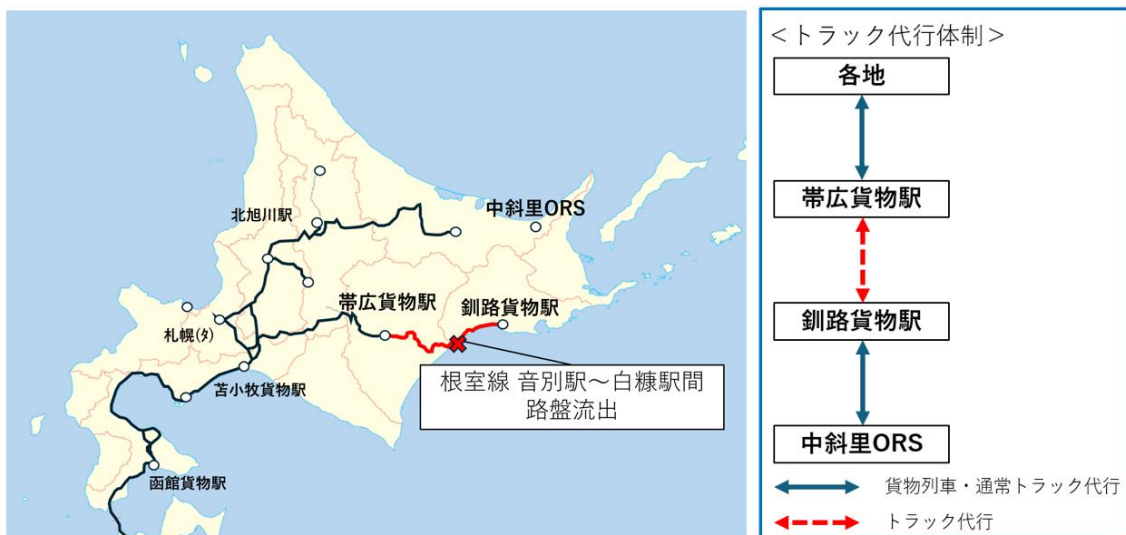 北旭川駅
中斜里ORS
帯広貨物駅
釧路貨物駅
札幌(タ)
苫小牧貨物駅
根室線 音別駅～白糠駅間
路盤流出
函館貨物駅
＜トラック代行体制＞
各地
帯広貨物駅
釧路貨物駅
中斜里ORS
貨物列車・通常トラック代行
トラック代行